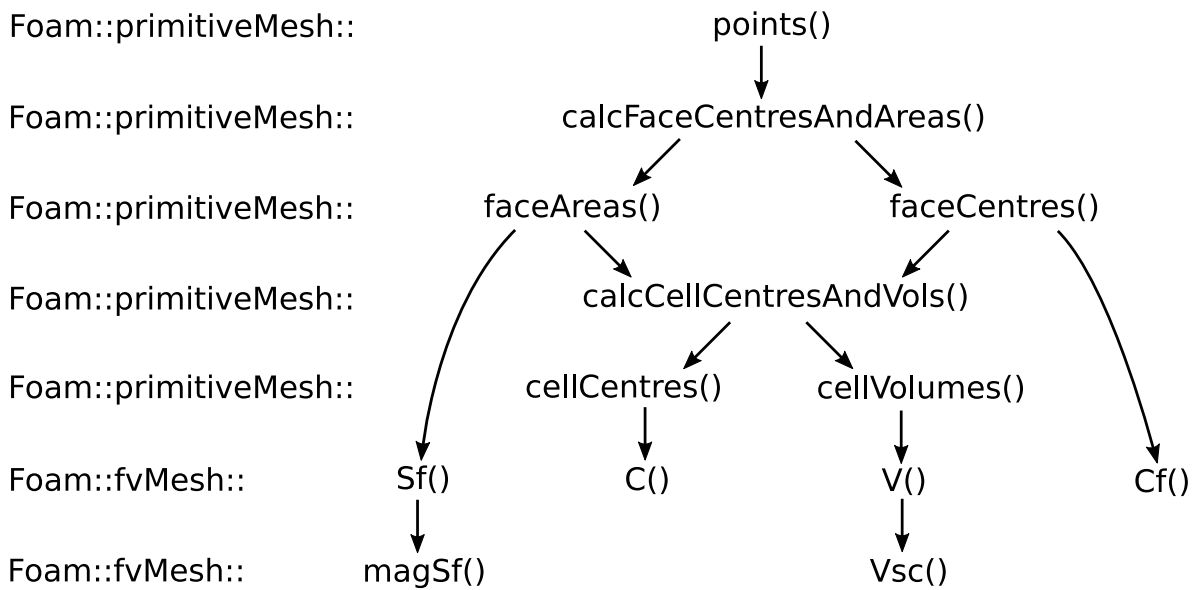 Foam::primitiveMesh:: points()
Foam::primitiveMesh:: calcFaceCentresAndAreas()
Foam::primitiveMesh:: faceAreas() faceCentres()
Foam::primitiveMesh:: calcCellCentresAndVols()
Foam::primitiveMesh:: cellCentres() cellVolumes()
Foam::fvMesh:: Sf() C() V() Cf()
Foam::fvMesh:: magSf() Vsc()